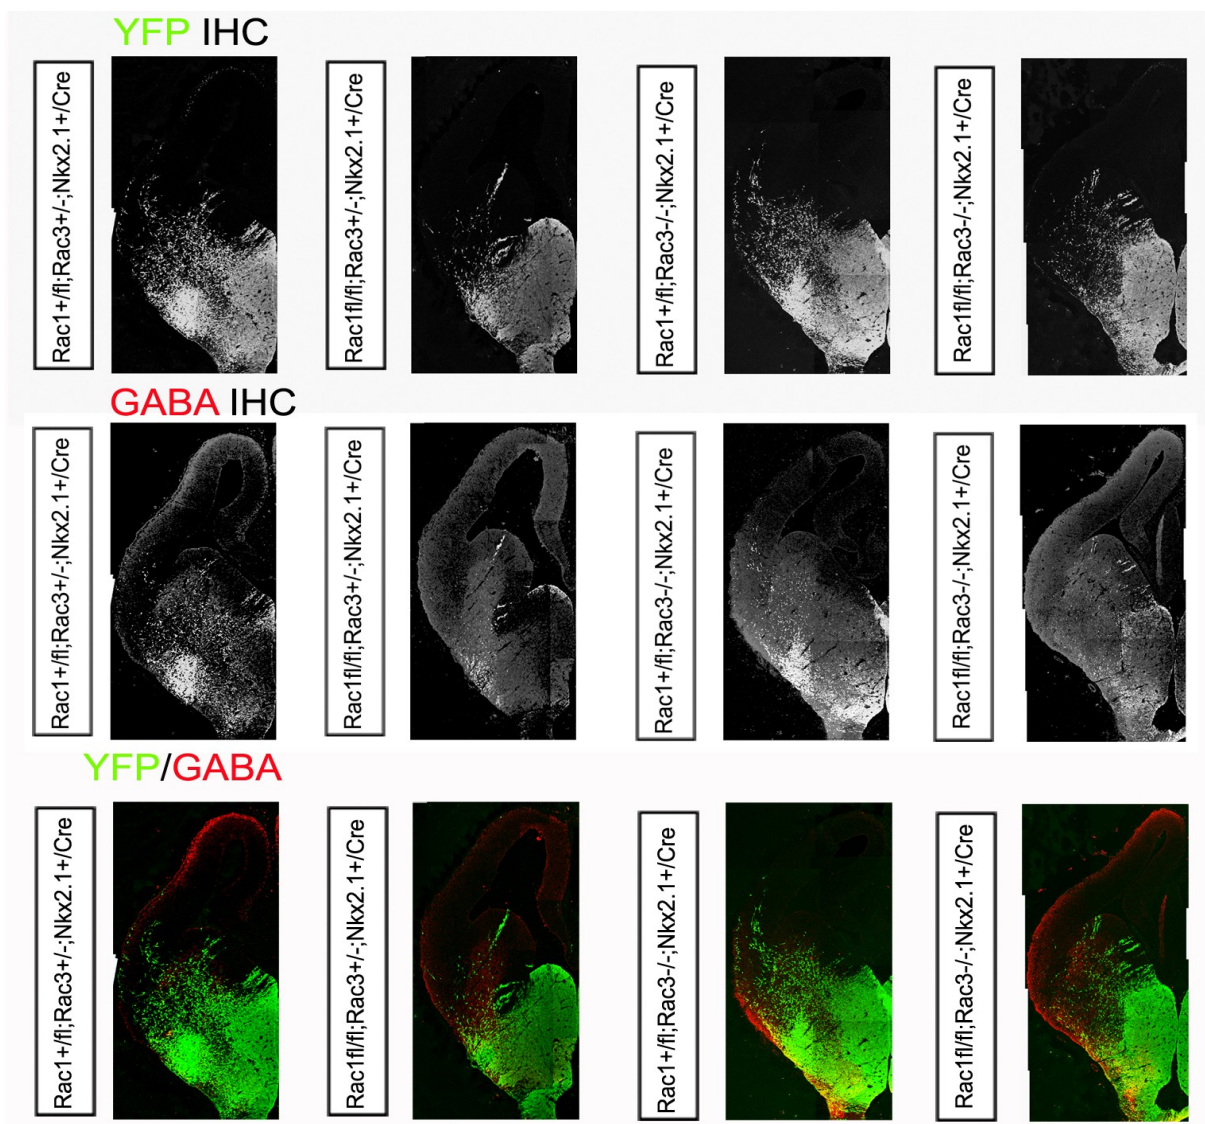 YFP IHC
Rac1+/fl;Rac3+/-;Nkx2.1+/Cre
Rac1fl/fl;Rac3+/-;Nkx2.1+/Cre
Rac1+/fl;Rac3-/-;Nkx2.1+/Cre
Rac1fl/fl;Rac3-/-;Nkx2.1+/Cre
GABA IHC
Rac1+/fl;Rac3+/-;Nkx2.1+/Cre
Rac1fl/fl;Rac3+/-;Nkx2.1+/Cre
Rac1+/fl;Rac3-/-;Nkx2.1+/Cre
Rac1fl/fl;Rac3-/-;Nkx2.1+/Cre
YFP/GABA
Rac1+/fl;Rac3+/-;Nkx2.1+/Cre
Rac1fl/fl;Rac3+/-;Nkx2.1+/Cre
Rac1+/fl;Rac3-/-;Nkx2.1+/Cre
Rac1fl/fl;Rac3-/-;Nkx2.1+/Cre